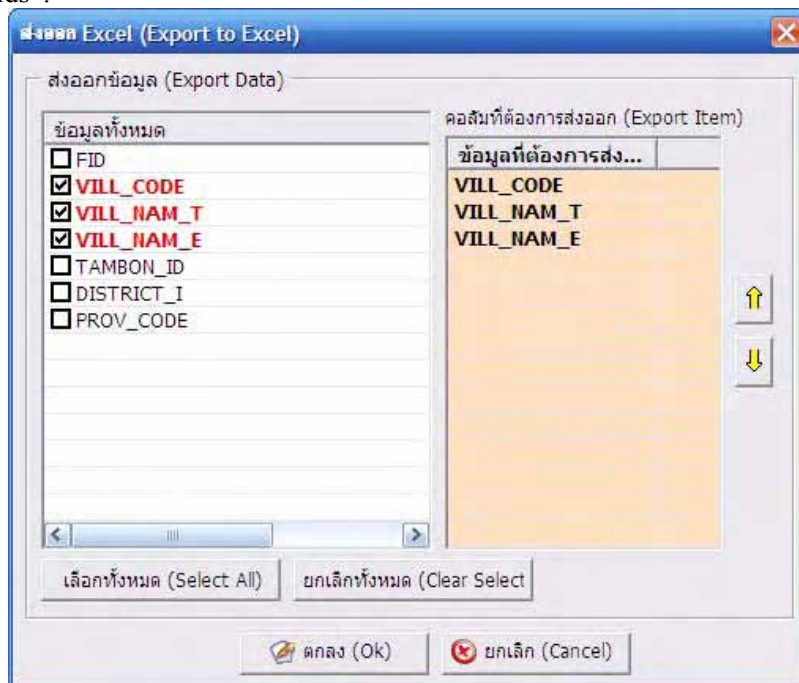 ส่งออก Excel (Export to Excel)
ส่งออกข้อมูล (Export Data)
ข้อมูลทั้งหมด
FID
VILL_CODE
VILL_NAM_T
VILL_NAM_E
TAMBON_ID
DISTRICT_I
PROV_CODE
คอลัมที่ต้องการส่งออก (Export Item)
ข้อมูลที่ต้องการส่ง...
VILL_CODE
VILL_NAM_T
VILL_NAM_E
เลือกทั้งหมด (Select All)
ยกเลิกทั้งหมด (Clear Select
ตกลง (Ok)
ยกเลิก (Cancel)